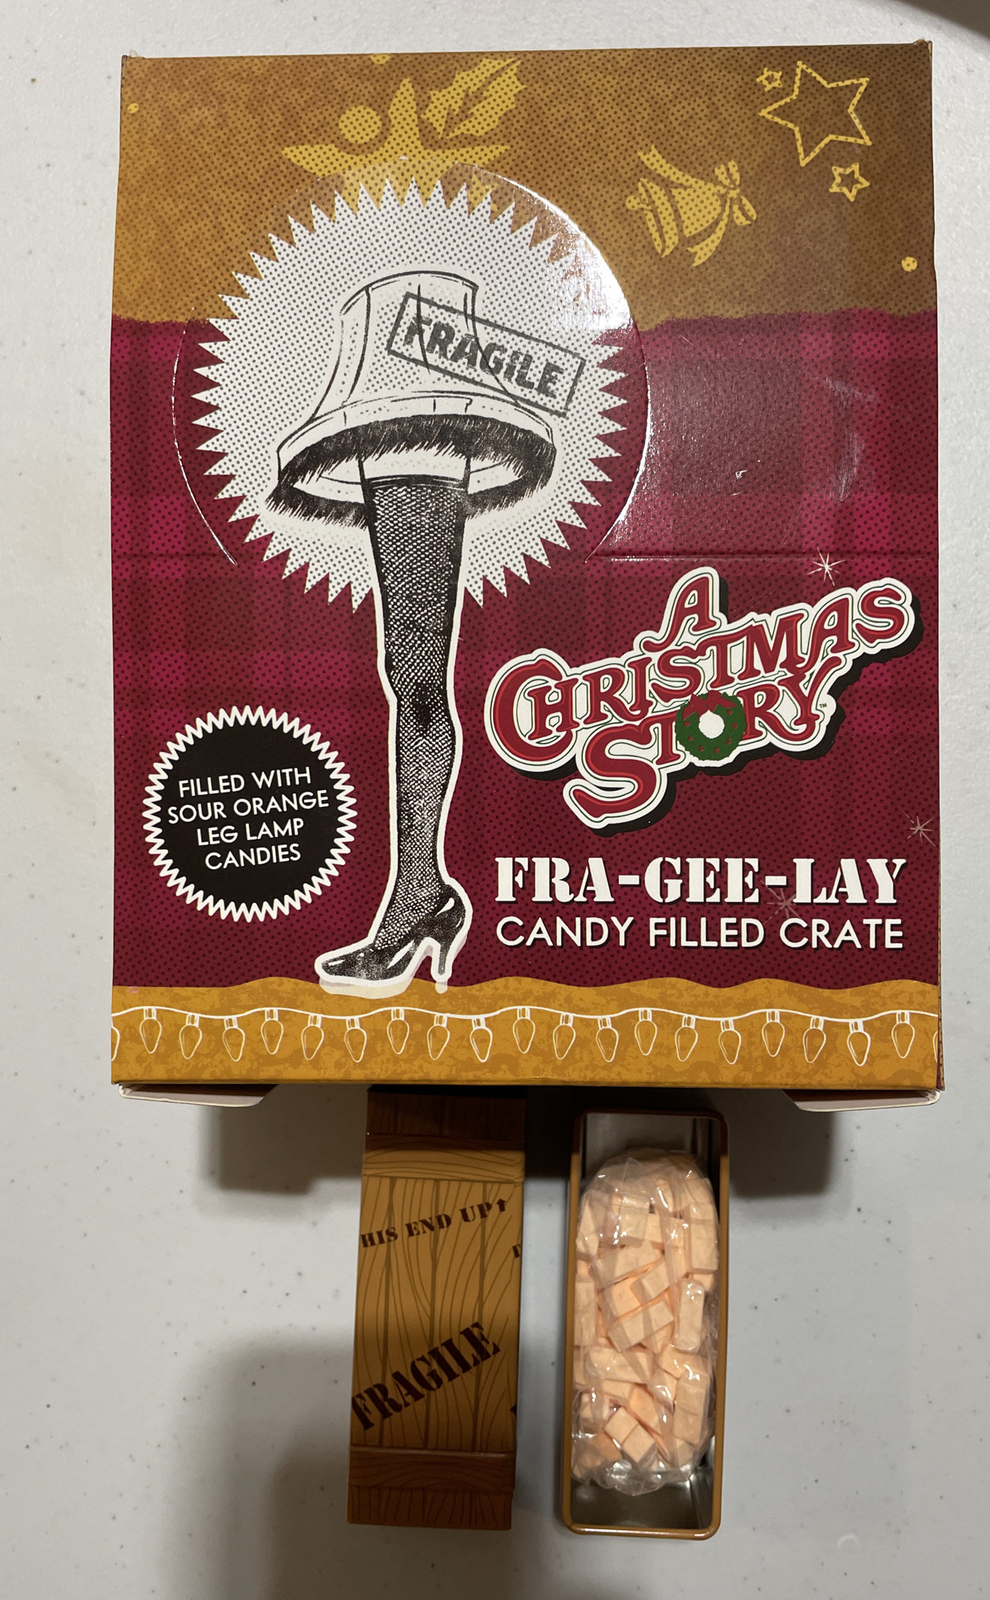 FRAGILE
A
CHRISTMAS
STORY™
FILLED WITH
SOUR ORANGE
LEG LAMP
CANDIES
FRA-GEE-LAY
CANDY FILLED CRATE
HIS END UP↑
FRAGILE